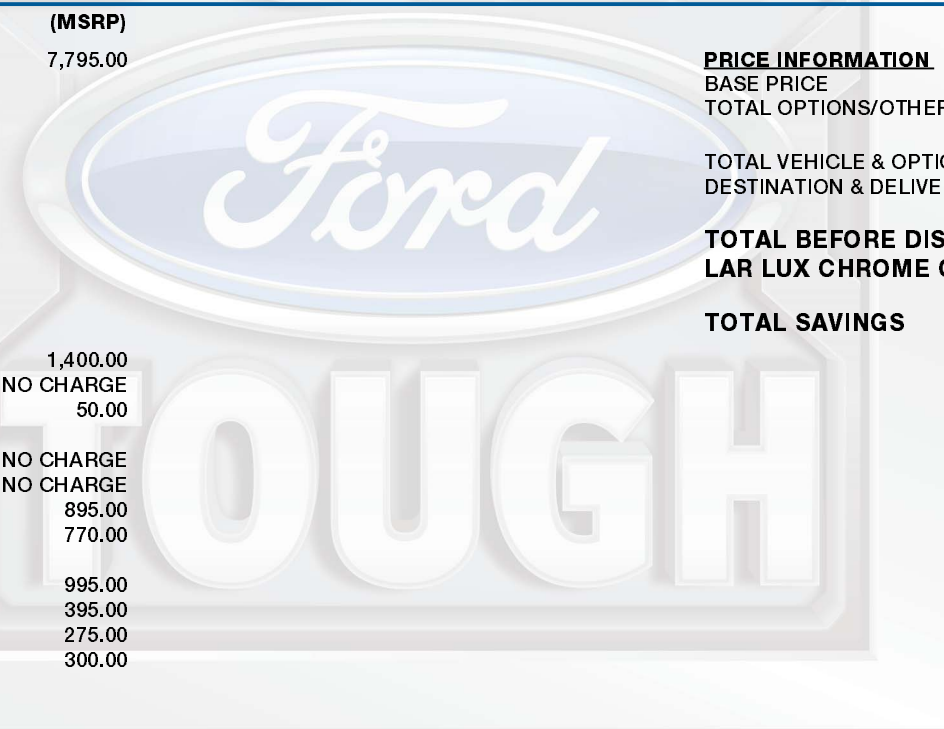 (MSRP)
7,795.00
1,400.00
NO CHARGE
50.00
NO CHARGE
NO CHARGE
895.00
770.00
995.00
395.00
275.00
300.00
Ford
TOUGH
PRICE INFORMATION
BASE PRICE
TOTAL OPTIONS/OTHER
TOTAL VEHICLE & OPTIO
DESTINATION & DELIVE
TOTAL BEFORE DIS
LAR LUX CHROME
TOTAL SAVINGS